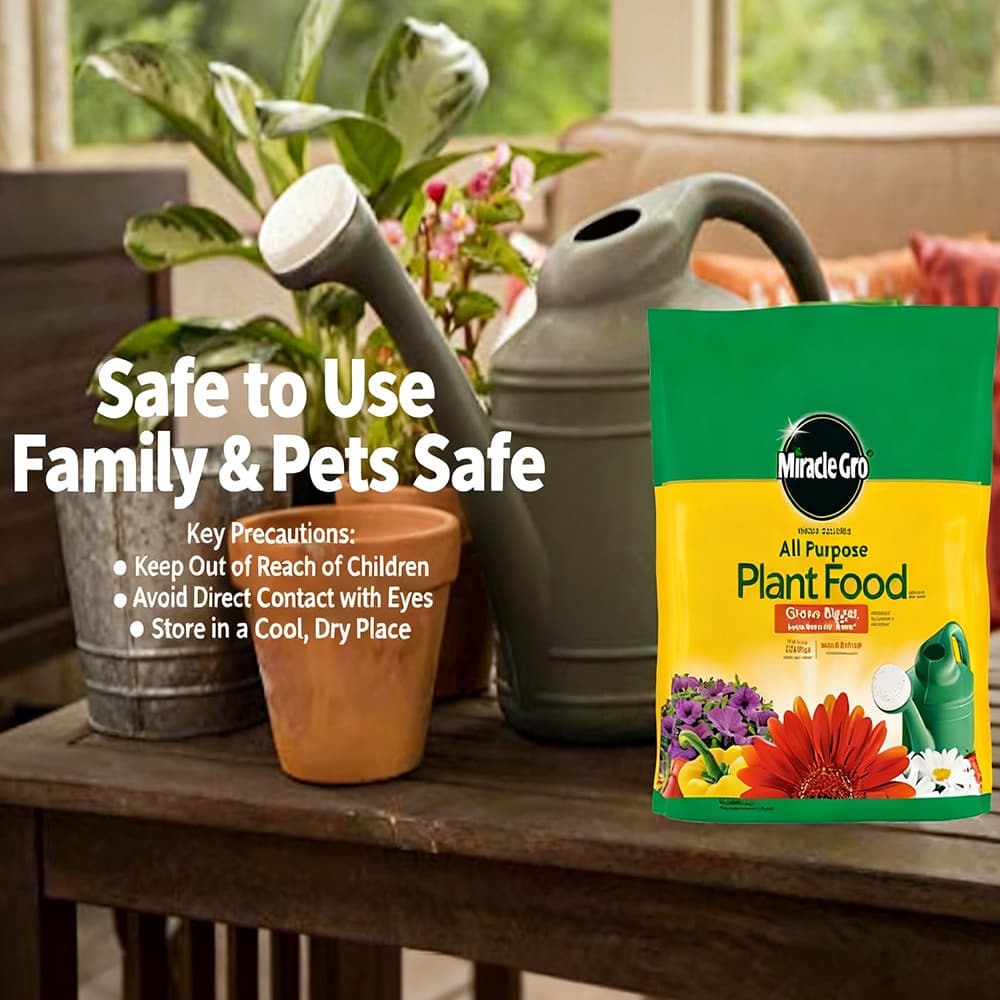 Safe to Use
Family & Pets Safe
Key Precautions:
● Keep Out of Reach of Children
● Avoid Direct Contact with Eyes
● Store in a Cool, Dry Place
Miracle Gro
All Purpose
Plant Food